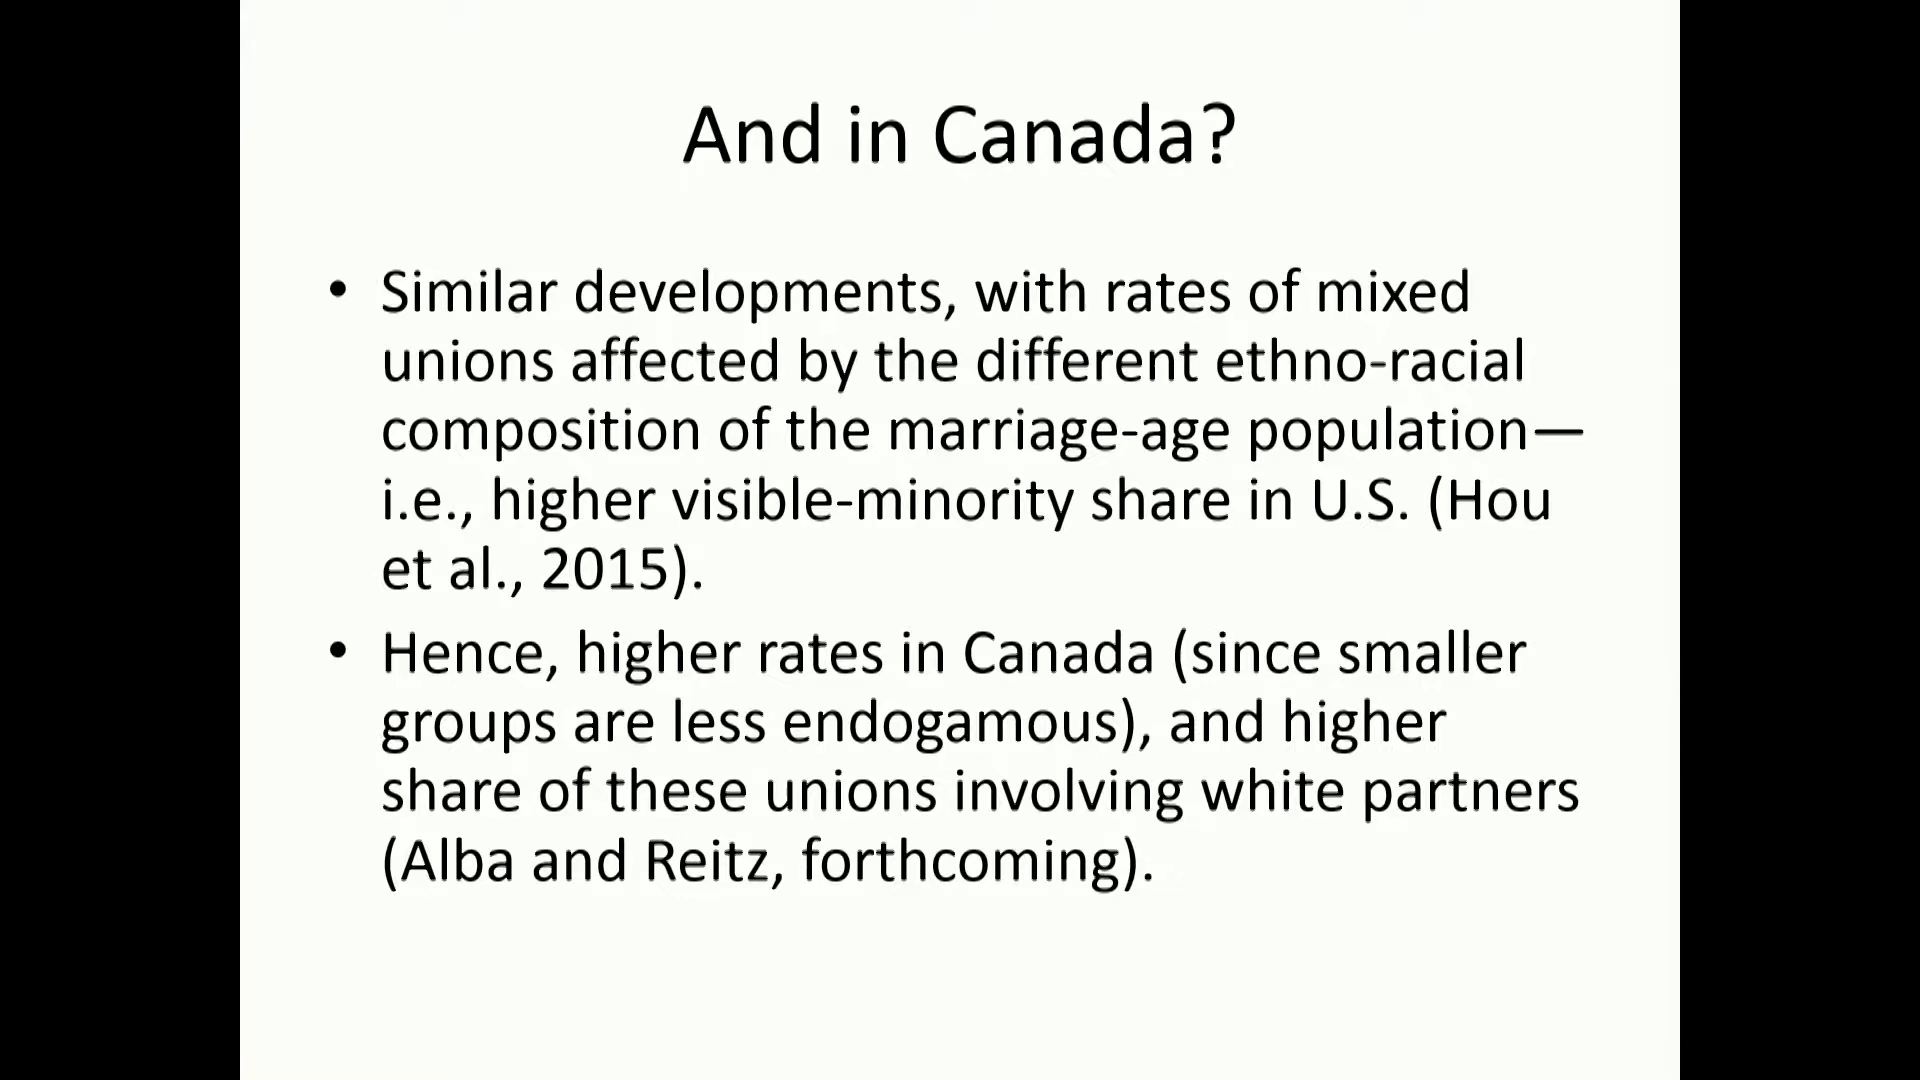 And in Canada?
• Similar developments, with rates of mixed
unions affected by the different ethno-racial
composition of the marriage-age population—
i.e., higher visible-minority share in U.S. (Hou
et al., 2015).
• Hence, higher rates in Canada (since smaller
groups are less endogamous), and higher
share of these unions involving white partners
(Alba and Reitz, forthcoming).